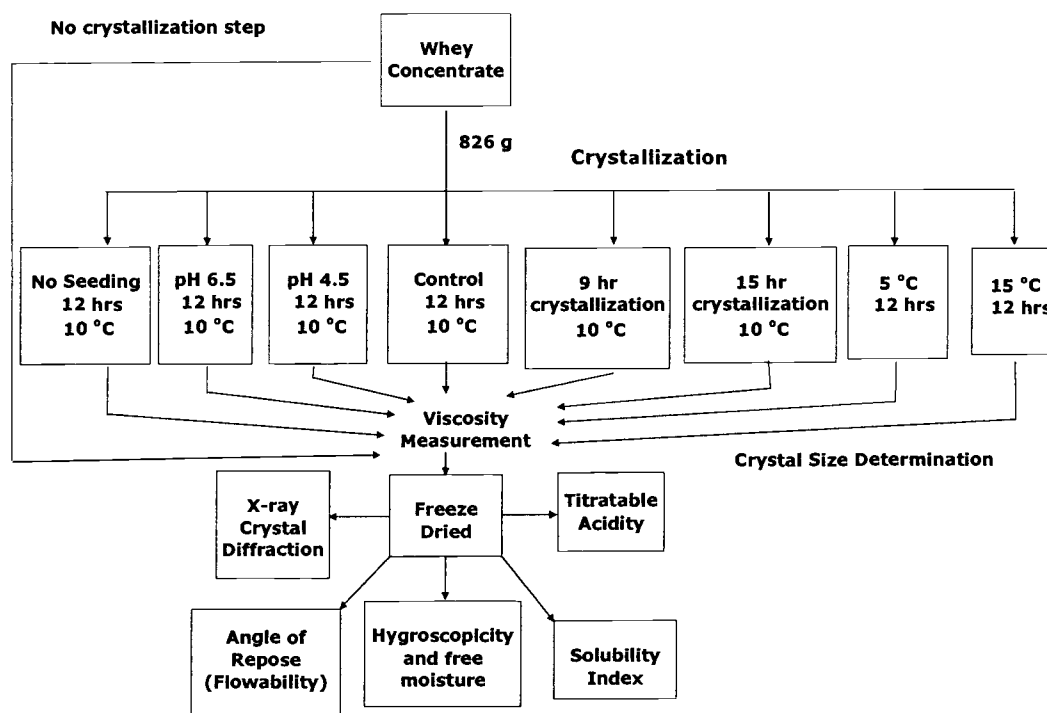 No crystallization step
Whey
Concentrate
826 g
Crystallization
No Seeding
12 hrs
10 °C
pH 6.5
12 hrs
10 °C
pH 4.5
12 hrs
10 °C
Control
12 hrs
10 °C
9 hr
crystallization
10 °C
15 hr
crystallization
10 °C
5 °C
12 hrs
15 °C
12 hrs
Viscosity
Measurement
Crystal Size Determination
X-ray
Crystal
Diffraction
Freeze
Dried
Titratable
Acidity
Angle of
Repose
(Flowability)
Hygroscopicity
and free
moisture
Solubility
Index